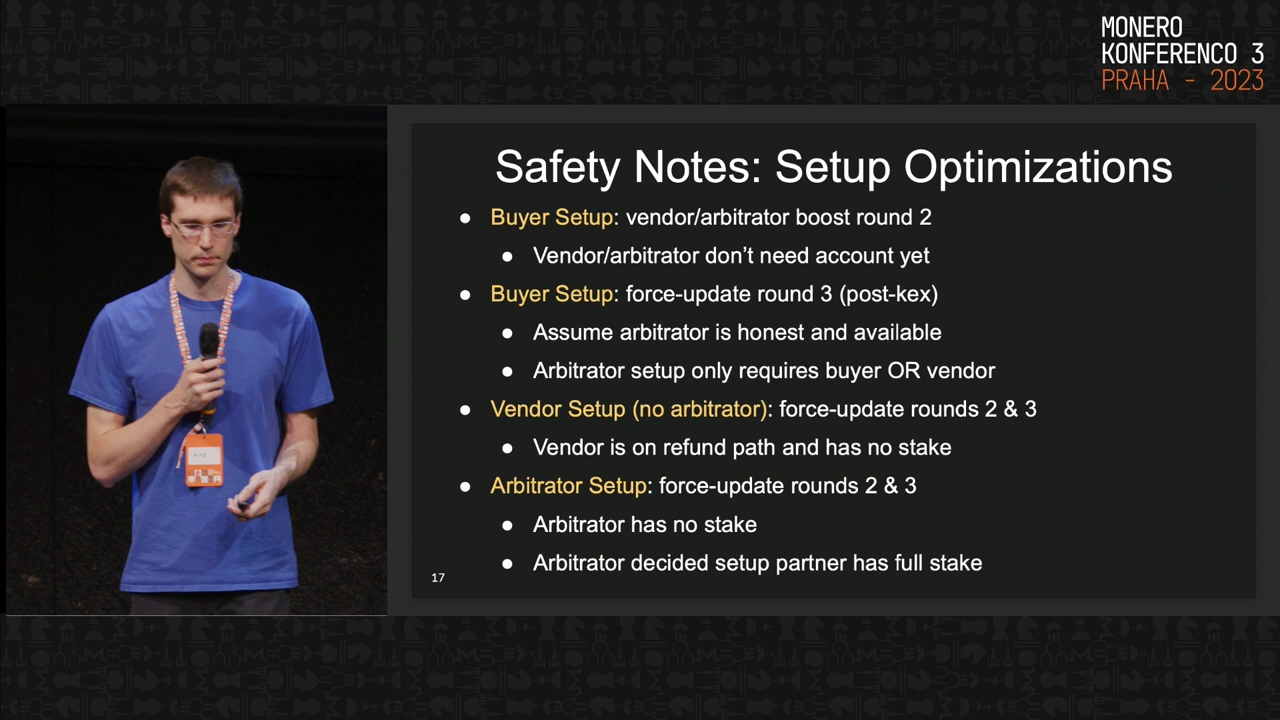 MONERO
KONFERENCO 3
PRAHA - 2023
Safety Notes: Setup Optimizations
● Buyer Setup: vendor/arbitrator boost round 2
● Vendor/arbitrator don’t need account yet
● Buyer Setup: force-update round 3 (post-kex)
● Assume arbitrator is honest and available
● Arbitrator setup only requires buyer OR vendor
● Vendor Setup (no arbitrator): force-update rounds 2 & 3
● Vendor is on refund path and has no stake
● Arbitrator Setup: force-update rounds 2 & 3
● Arbitrator has no stake
● Arbitrator decided setup partner has full stake
17